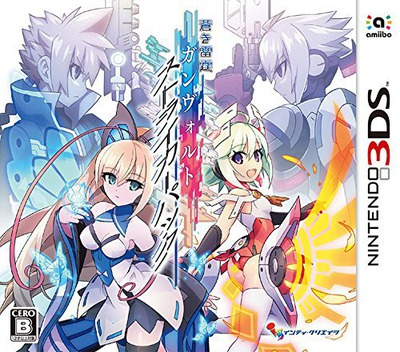 蒼き雷霆
ガンヴォルト
ストライカーパック
amiibo
NINTENDO 3DS
CERO
B
インティ・クリエイツ